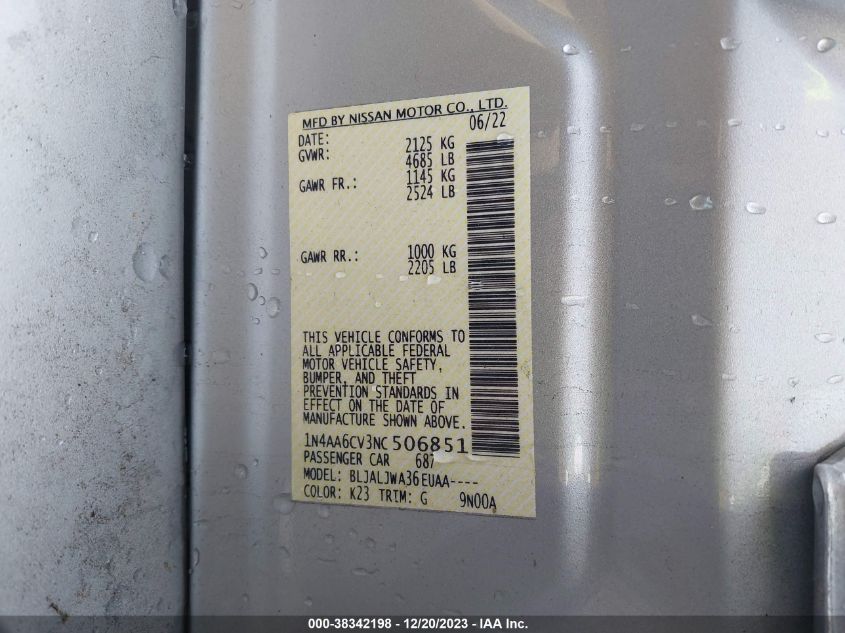 MFD BY NISSAN MOTOR CO., LTD.
DATE: 06/22
GVWR: 2125 KG
4685 LB
GAWR FR.: 1145 KG
2524 LB
GAWR RR.: 1000 KG
2205 LB
THIS VEHICLE CONFORMS TO
ALL APPLICABLE FEDERAL
MOTOR VEHICLE SAFETY,
BUMPER, AND THEFT
PREVENTION STANDARDS IN
EFFECT ON THE DATE OF
MANUFACTURE SHOWN ABOVE.
1N4AA6CV3NC506851
PASSENGER CAR 687
MODEL: BLJALJWA36EUAA----
COLOR: K23 TRIM: G 9N00A
000-38342198 - 12/20/2023 - IAA Inc.